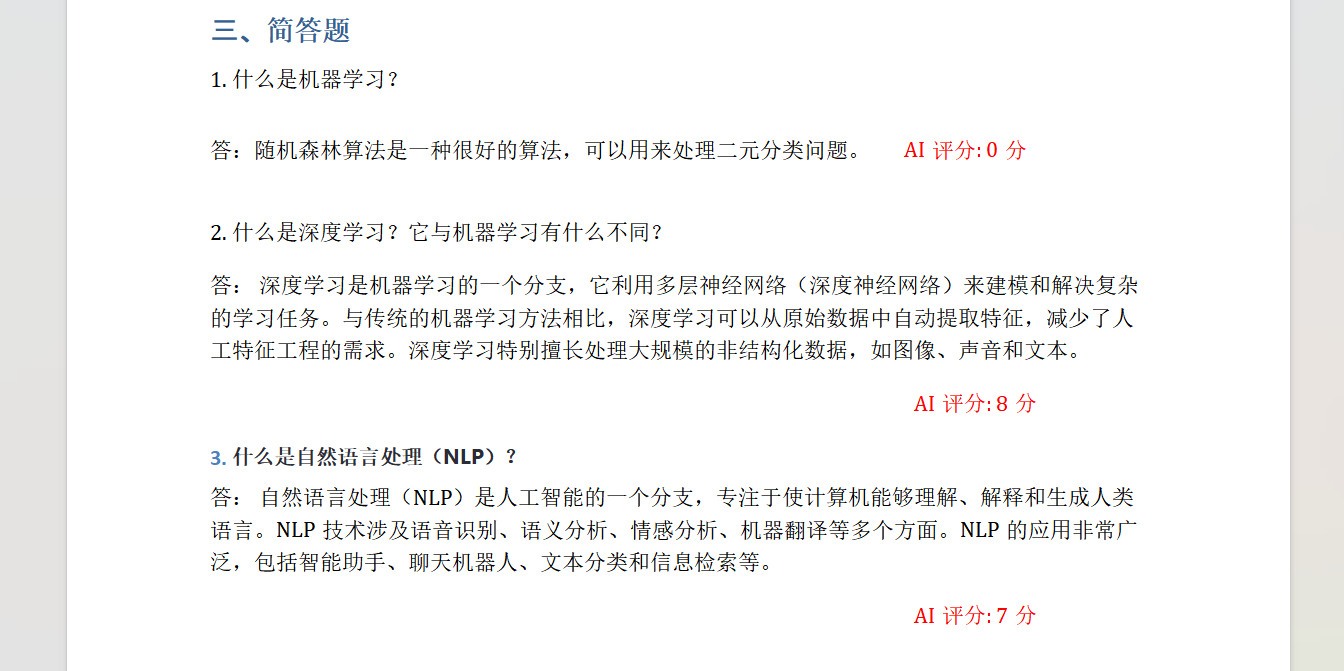 三、简答题
1. 什么是机器学习？
答：随机森林算法是一种很好的算法，可以用来处理二元分类问题。 AI 评分: 0 分
2. 什么是深度学习？它与机器学习有什么不同？
答： 深度学习是机器学习的一个分支，它利用多层神经网络（深度神经网络）来建模和解决复杂
的学习任务。与传统的机器学习方法相比，深度学习可以从原始数据中自动提取特征，减少了人
工特征工程的需求。深度学习特别擅长处理大规模的非结构化数据，如图像、声音和文本。
AI 评分: 8 分
3. 什么是自然语言处理（NLP）？
答： 自然语言处理（NLP）是人工智能的一个分支，专注于使计算机能够理解、解释和生成人类
语言。NLP 技术涉及语音识别、语义分析、情感分析、机器翻译等多个方面。NLP 的应用非常广
泛，包括智能助手、聊天机器人、文本分类和信息检索等。
AI 评分: 7 分